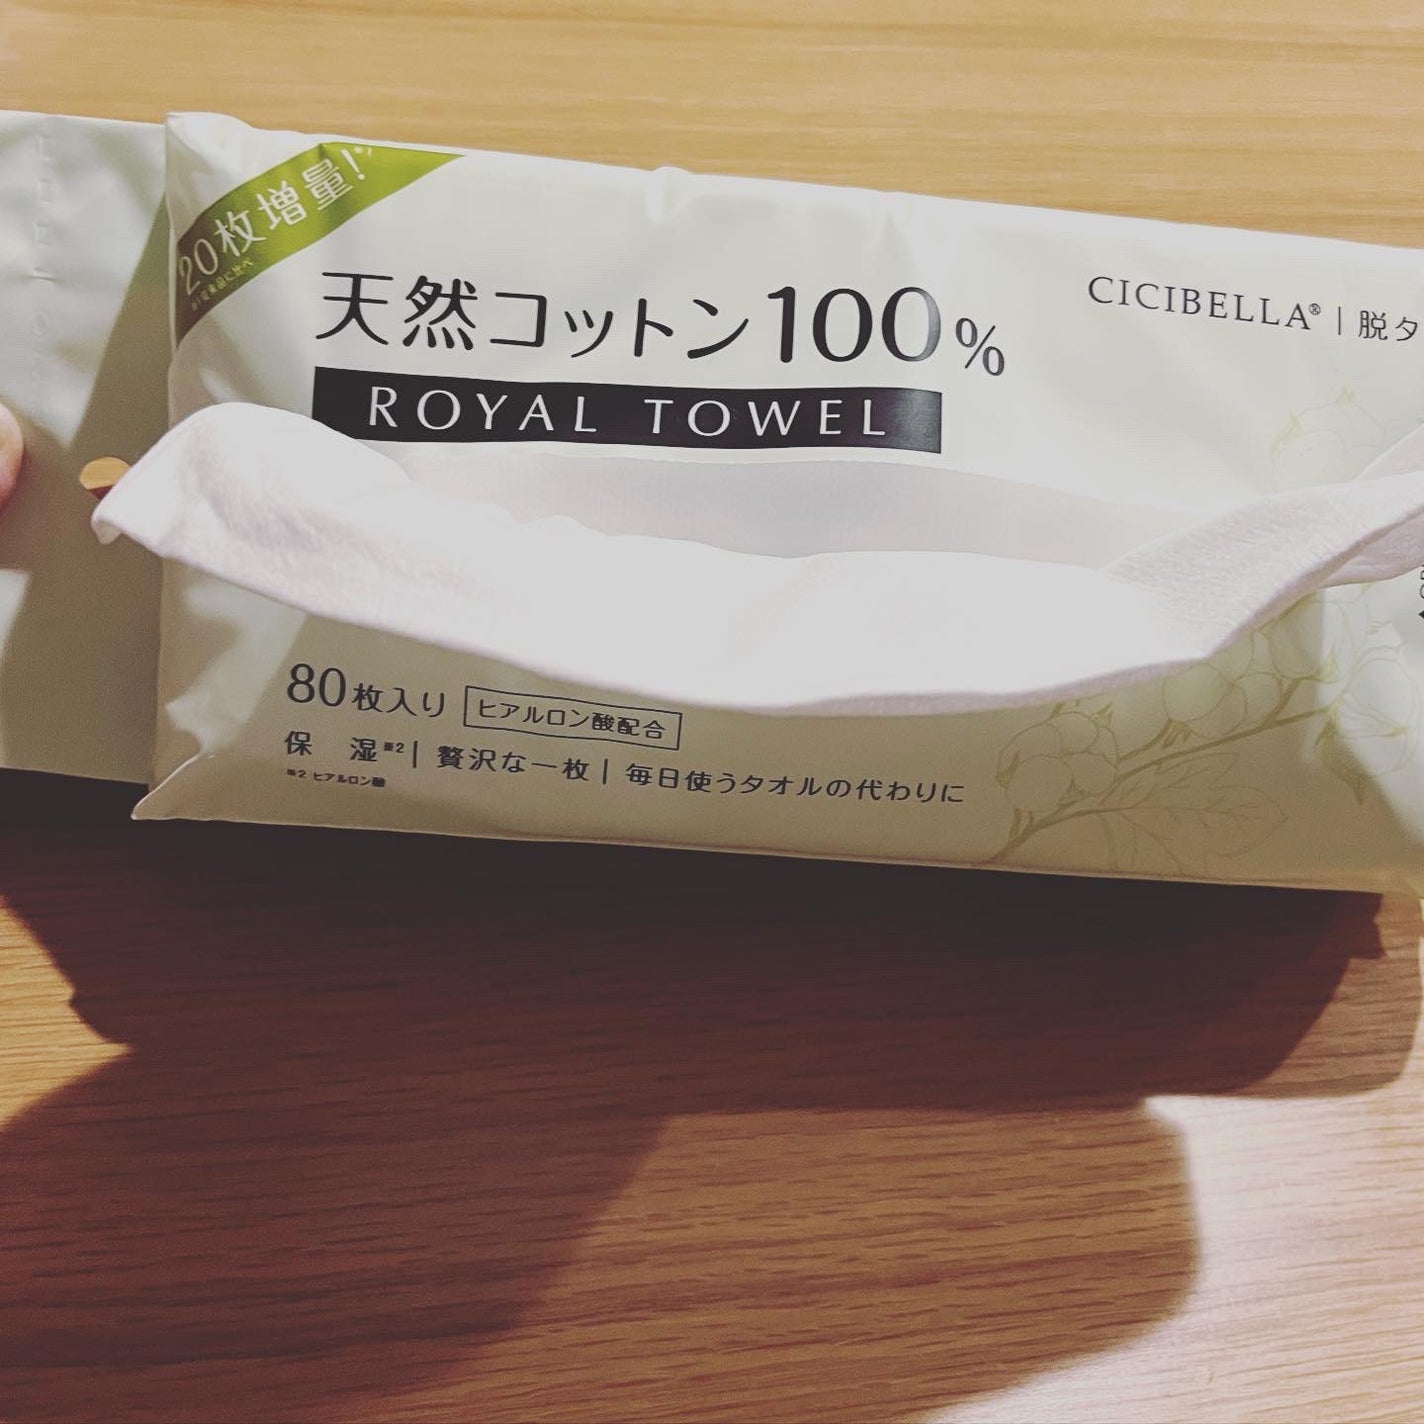 20枚増量!
天然コットン100%
ROYAL TOWEL
CICIBELLA® | 脱タ
80枚入り ヒアルロン酸配合
保 湿※2 | 贅沢な一枚 | 毎日使うタオルの代わりに
※2 ヒアルロン酸